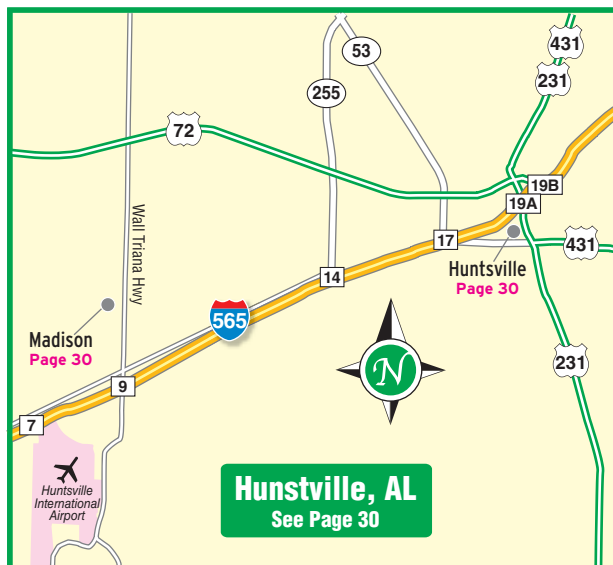 53
431
255
231
72
19B
19A
Wall Triana Hwy
17
431
Huntsville
Page 30
14
565
Madison
Page 30
231
9
N
7
Huntsville
International
Airport
Hunstville, AL
See Page 30